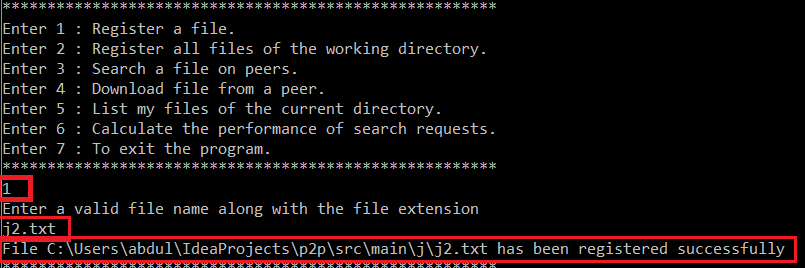 *******************************************************
Enter 1 : Register a file.
Enter 2 : Register all files of the working directory.
Enter 3 : Search a file on peers.
Enter 4 : Download file from a peer.
Enter 5 : List my files of the current directory.
Enter 6 : Calculate the performance of search requests.
Enter 7 : To exit the program.
*******************************************************
1
Enter a valid file name along with the file extension
j2.txt
File C:\Users\abdul\IdeaProjects\p2p\src\main\j\j2.txt has been registered successfully
*******************************************************